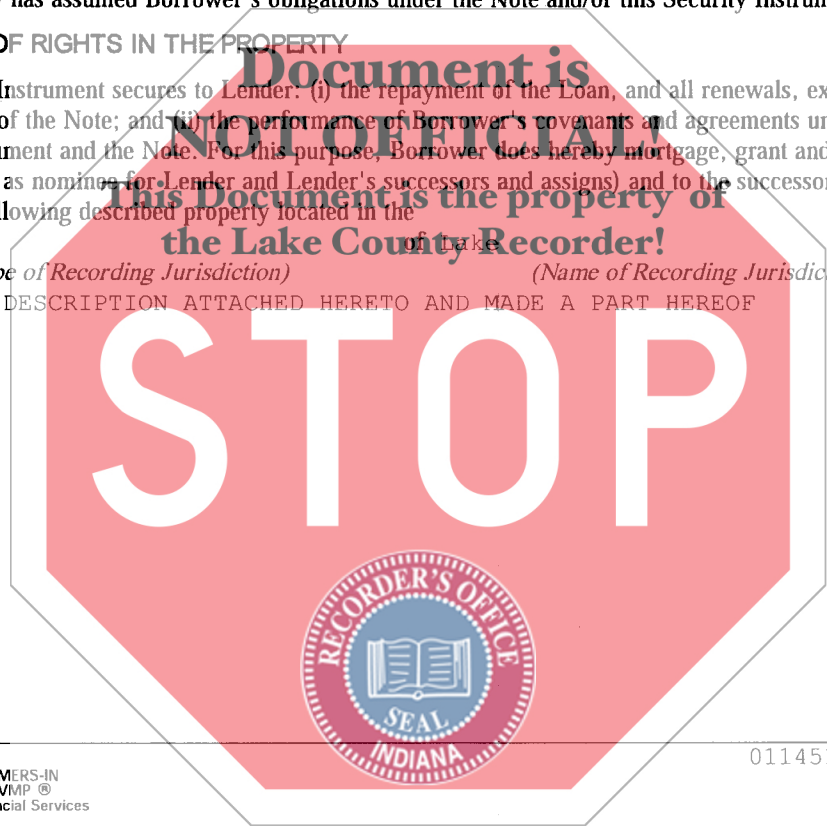 has assumed Borrower's obligations under the Note and/or this Security Instrum
OF RIGHTS IN THE PROPERTY
Document is
Instrument secures to Lender: (i) the repayment of the Loan, and all renewals, ex
of the Note; and (ii) the performance of Borrower's covenants and agreements un
NOT OFFICIAL!
ment and the Note. For this purpose, Borrower does hereby mortgage, grant and
as nominee for Lender and Lender's successors and assigns) and to the successor
This Document is the property of
llowing described property located in the
the Lake County Recorder!
of Lake
pe of Recording Jurisdiction)
(Name of Recording Jurisdic
DESCRIPTION ATTACHED HERETO AND MADE A PART HEREOF
STOP
RECORDER'S OFFICE
SEAL
INDIANA
01145
MERS-IN
VMP ®
ncial Services